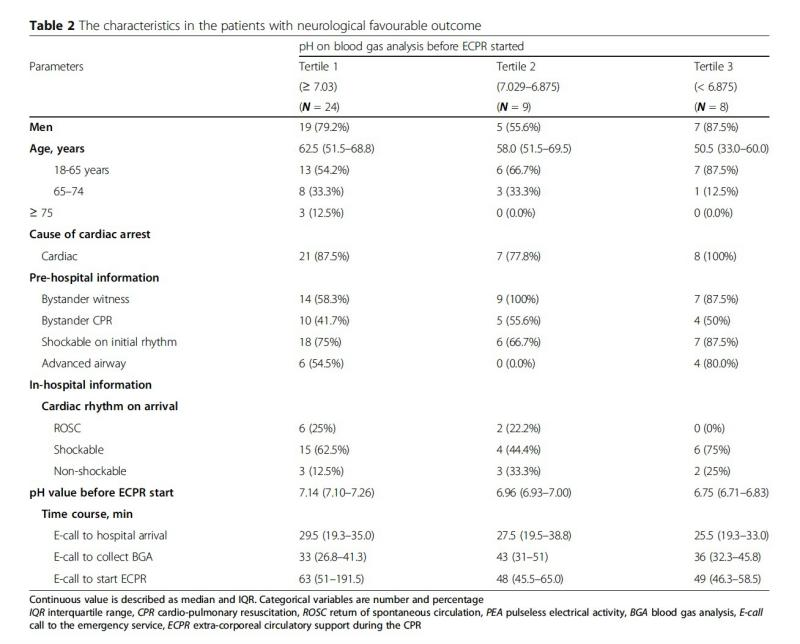 Table 2 The characteristics in the patients with neurological favourable outcome
pH on blood gas analysis before ECPR started
Parameters Tertile 1 Tertile 2 Tertile 3
(≥ 7.03) (7.029–6.875) (< 6.875)
(N = 24) (N = 9) (N = 8)
Men 19 (79.2%) 5 (55.6%) 7 (87.5%)
Age, years 62.5 (51.5–68.8) 58.0 (51.5–69.5) 50.5 (33.0–60.0)
18-65 years 13 (54.2%) 6 (66.7%) 7 (87.5%)
65–74 8 (33.3%) 3 (33.3%) 1 (12.5%)
≥ 75 3 (12.5%) 0 (0.0%) 0 (0.0%)
Cause of cardiac arrest
Cardiac 21 (87.5%) 7 (77.8%) 8 (100%)
Pre-hospital information
Bystander witness 14 (58.3%) 9 (100%) 7 (87.5%)
Bystander CPR 10 (41.7%) 5 (55.6%) 4 (50%)
Shockable on initial rhythm 18 (75%) 6 (66.7%) 7 (87.5%)
Advanced airway 6 (54.5%) 0 (0.0%) 4 (80.0%)
In-hospital information
Cardiac rhythm on arrival
ROSC 6 (25%) 2 (22.2%) 0 (0%)
Shockable 15 (62.5%) 4 (44.4%) 6 (75%)
Non-shockable 3 (12.5%) 3 (33.3%) 2 (25%)
pH value before ECPR start 7.14 (7.10–7.26) 6.96 (6.93–7.00) 6.75 (6.71–6.83)
Time course, min
E-call to hospital arrival 29.5 (19.3–35.0) 27.5 (19.5–38.8) 25.5 (19.3–33.0)
E-call to collect BGA 33 (26.8–41.3) 43 (31–51) 36 (32.3–45.8)
E-call to start ECPR 63 (51–191.5) 48 (45.5–65.0) 49 (46.3–58.5)
Continuous value is described as median and IQR. Categorical variables are number and percentage
IQR interquartile range, CPR cardio-pulmonary resuscitation, ROSC return of spontaneous circulation, PEA pulseless electrical activity, BGA blood gas analysis, E-call
call to the emergency service, ECPR extra-corporeal circulatory support during the CPR